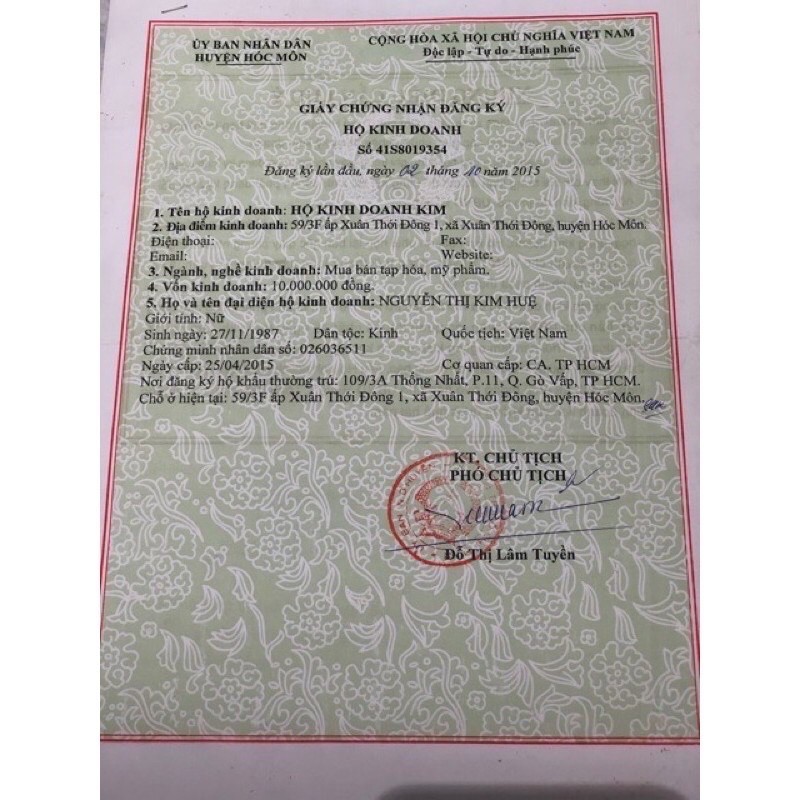 ỦY BAN NHÂN DÂN
HUYỆN HÓC MÔN
CỘNG HÒA XÃ HỘI CHỦ NGHĨA VIỆT NAM
Độc lập - Tự do - Hạnh phúc
GIẤY CHỨNG NHẬN ĐĂNG KÝ
HỘ KINH DOANH
Số 41S8019354
Đăng ký lần đầu, ngày 02 tháng 10 năm 2015
1. Tên hộ kinh doanh: HỘ KINH DOANH KIM
2. Địa điểm kinh doanh: 59/3F ấp Xuân Thới Đông 1, xã Xuân Thới Đông, huyện Hóc Môn.
Điện thoại: Fax:
Email: Website:
3. Ngành, nghề kinh doanh: Mua bán tạp hóa, mỹ phẩm.
4. Vốn kinh doanh: 10.000.000 đồng.
5. Họ và tên đại diện hộ kinh doanh: NGUYỄN THỊ KIM HUỆ
Giới tính: Nữ
Sinh ngày: 27/11/1987 Dân tộc: Kinh Quốc tịch: Việt Nam
Chứng minh nhân dân số: 026036511
Ngày cấp: 25/04/2015 Cơ quan cấp: CA, TP HCM
Nơi đăng ký hộ khẩu thường trú: 109/3A Thống Nhất, P.11, Q. Gò Vấp, TP HCM.
Chỗ ở hiện tại: 59/3F ấp Xuân Thới Đông 1, xã Xuân Thới Đông, huyện Hóc Môn.
KT. CHỦ TỊCH
PHÓ CHỦ TỊCH
Đỗ Thị Lâm Tuyền